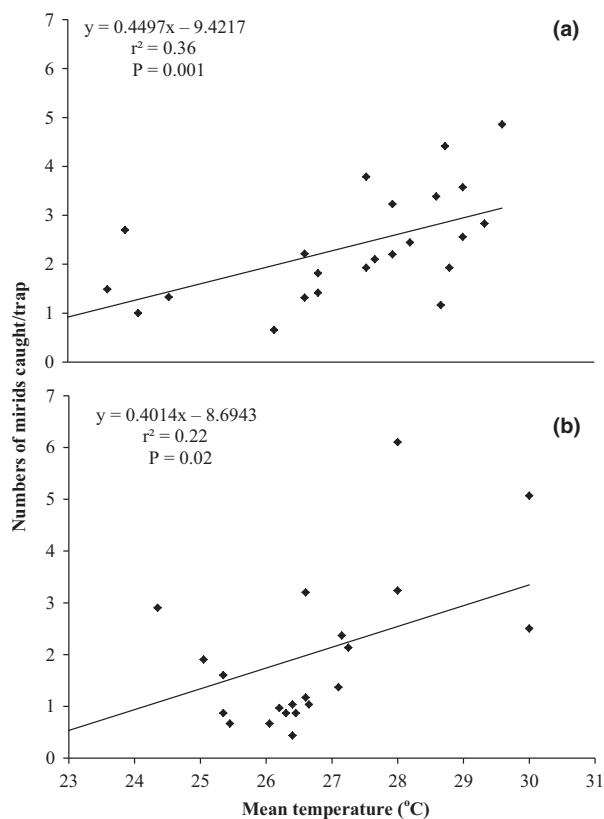 7
6
5
4
3
2
1
0
y = 0.4497x – 9.4217
r² = 0.36
P = 0.001
(a)
Numbers of mirids caught/trap
7
6
5
4
3
2
1
0
y = 0.4014x – 8.6943
r² = 0.22
P = 0.02
(b)
23 24 25 26 27 28 29 30 31
Mean temperature (°C)